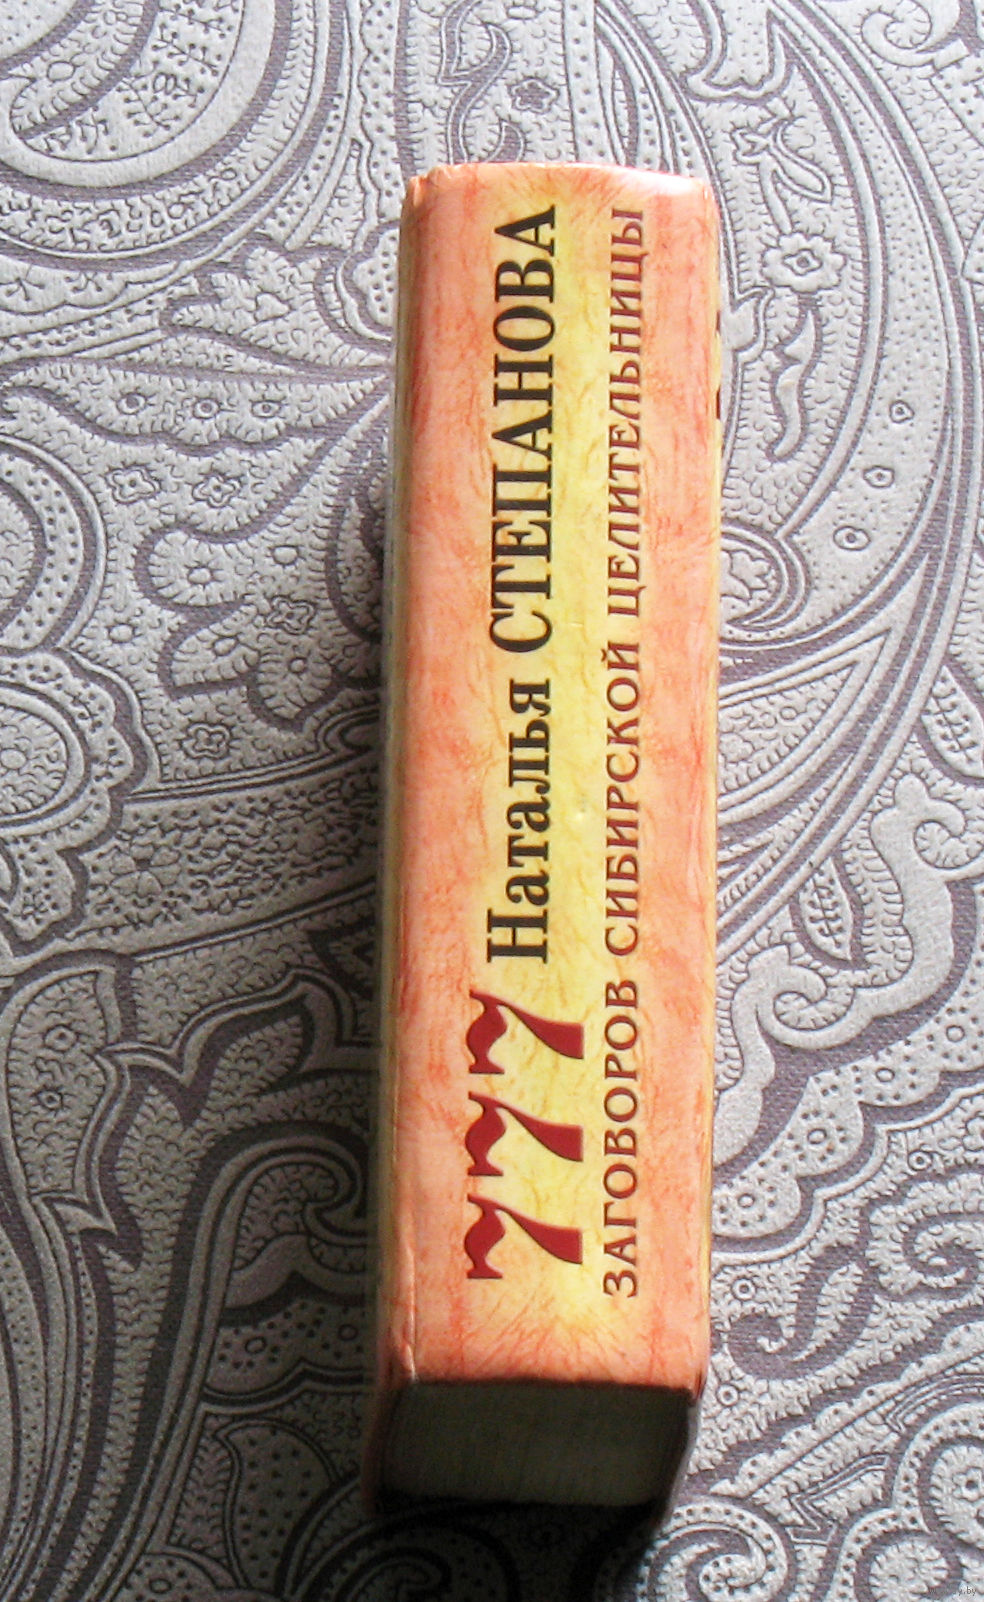 777 Наталья СТЕПАНОВА
ЗАГОВОРОВ СИБИРСКОЙ ЦЕЛИТЕЛЬНИЦЫ